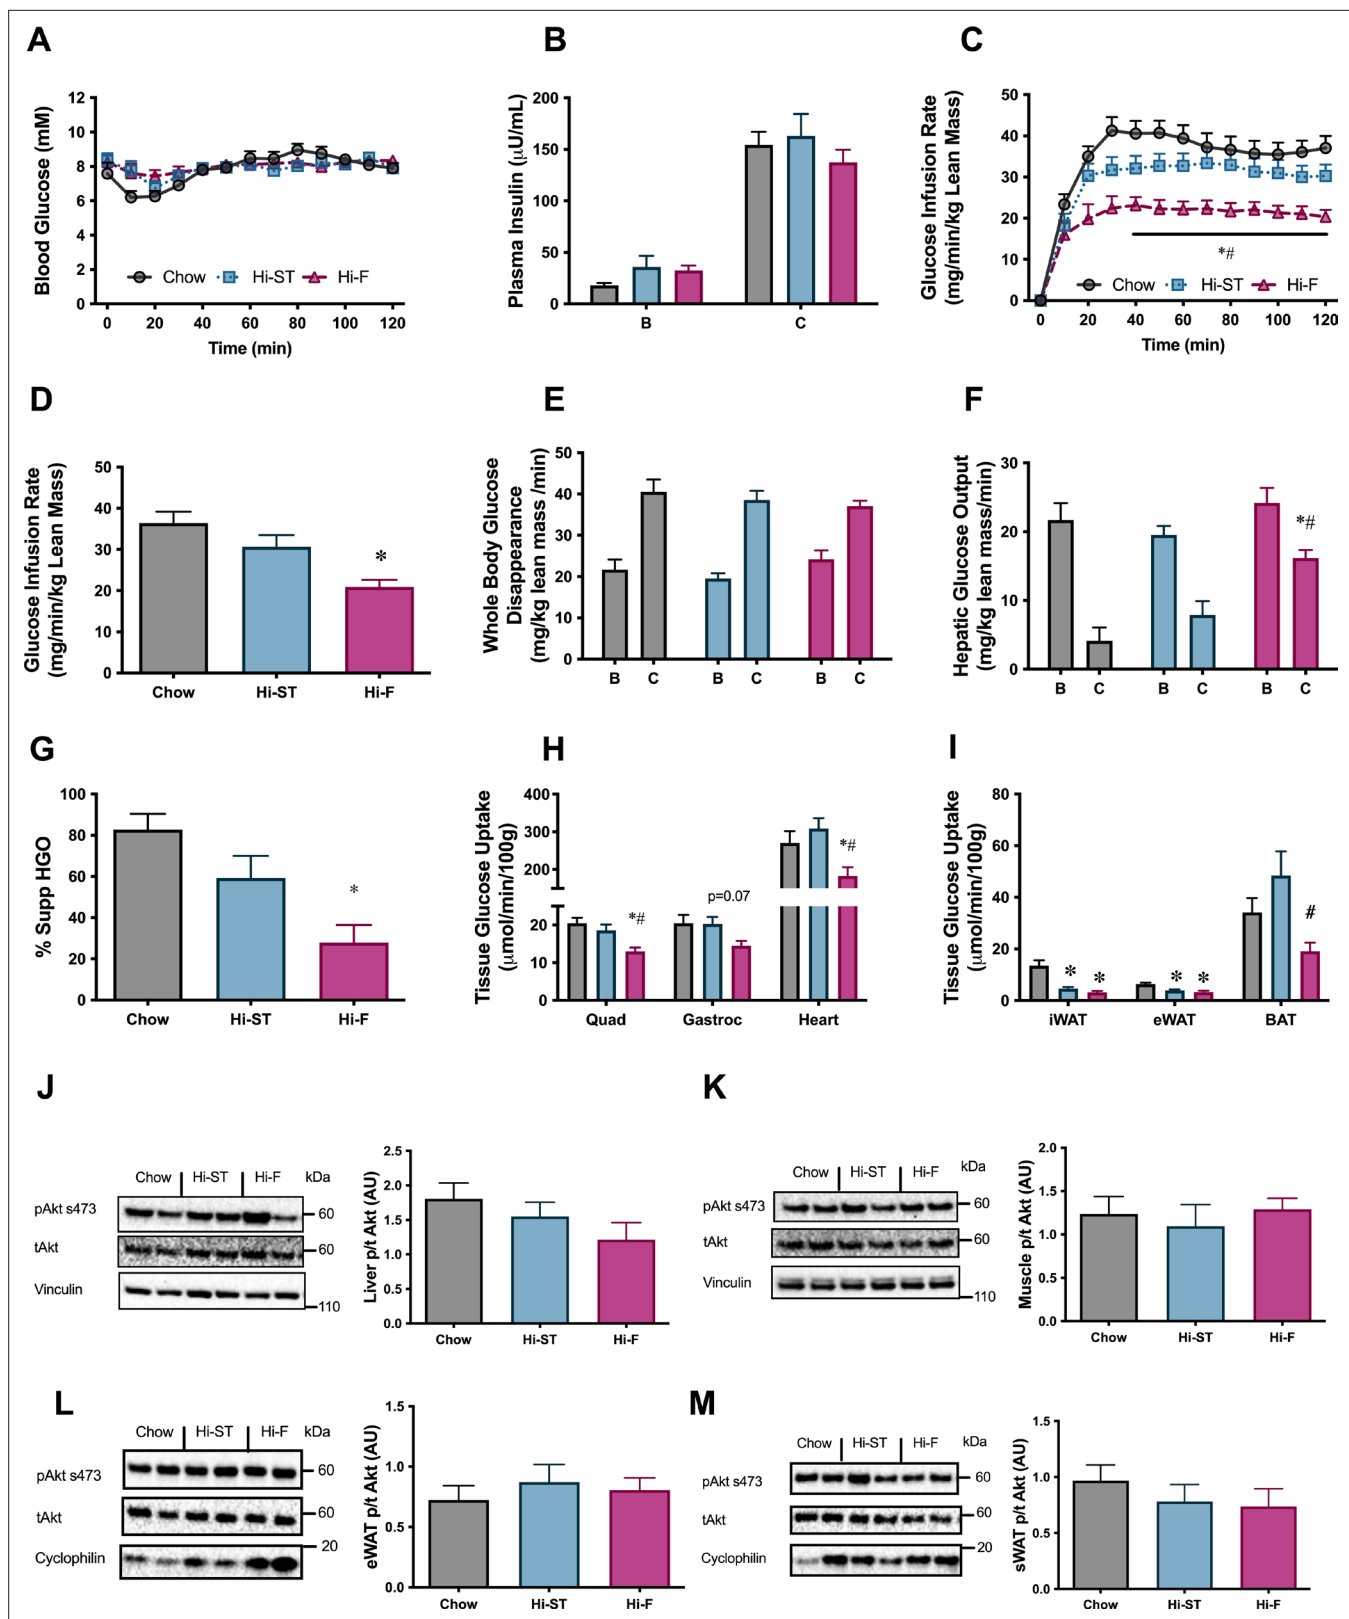 A
Blood Glucose (mM)
12
10
8
6
4
2
0
Chow Hi-ST Hi-F
0 20 40 60 80 100 120
Time (min)
B
Plasma Insulin (μU/mL)
200
150
100
50
0
B C
C
Glucose Infusion Rate
(mg/min/kg Lean Mass)
50
40
30
20
10
0
*#
Chow Hi-ST Hi-F
0 20 40 60 80 100 120
Time (min)
D
Glucose Infusion Rate
(mg/min/kg Lean Mass)
50
40
30
20
10
0
*
Chow Hi-ST Hi-F
E
Whole Body Glucose
Disappearance
(mg/kg lean mass /min)
50
40
30
20
10
0
B C B C B C
F
Hepatic Glucose Output
(mg/kg lean mass/min)
30
20
10
0
*#
B C B C B C
G
% Supp HGO
100
80
60
40
20
0
*
Chow Hi-ST Hi-F
H
Tissue Glucose Uptake
(μmol/min/100g)
300
200
20
10
0
*#
p=0.07
*#
Quad Gastroc Heart
I
Tissue Glucose Uptake
(μmol/min/100g)
80
60
40
20
0
* *
* *
#
iWAT eWAT BAT
J
Chow Hi-ST Hi-F kDa
pAkt s473 60
tAkt 60
Vinculin
110
Liver p/t Akt (AU)
2.5
2.0
1.5
1.0
0.5
0.0
Chow Hi-ST Hi-F
K
Chow Hi-ST Hi-F kDa
pAkt s473 60
tAkt 60
Vinculin
110
Muscle p/t Akt (AU)
2.0
1.5
1.0
0.5
0.0
Chow Hi-ST Hi-F
L
Chow Hi-ST Hi-F kDa
pAkt s473 60
tAkt 60
20
Cyclophilin
eWAT p/t Akt (AU)
1.5
1.0
0.5
0.0
Chow Hi-ST Hi-F
M
Chow Hi-ST Hi-F kDa
pAkt s473 60
tAkt 60
20
Cyclophilin
sWAT p/t Akt (AU)
1.5
1.0
0.5
0.0
Chow Hi-ST Hi-F